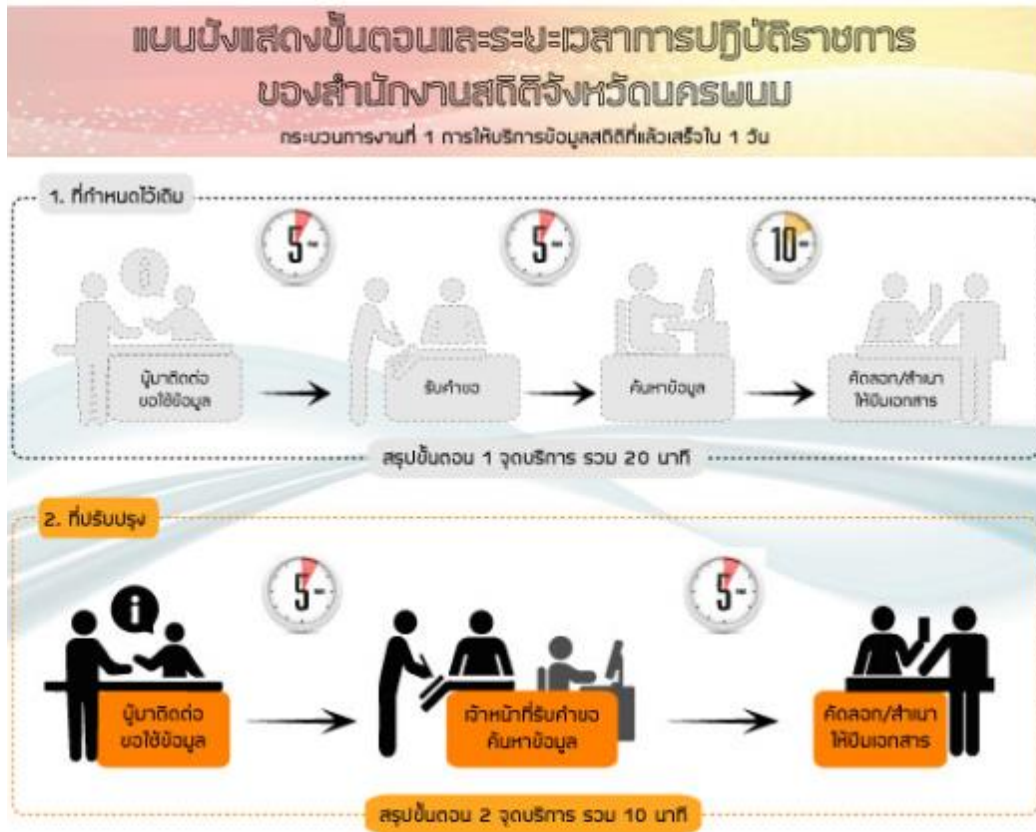 แผนผังแสดงขั้นตอนและระยะเวลาการปฏิบัติราชการ
ของสำนักงานสถิติจังหวัดนครพนม
กระบวนการงานที่ 1 การให้บริการข้อมูลสถิติที่แล้วเสร็จใน 1 วัน
1. ที่กำหนดไว้เดิม
5
5
10
ผู้มาติดต่อ
ขอใช้ข้อมูล
รับคำขอ
ค้นหาข้อมูล
คัดลอก/สำเนา
ให้ยืมเอกสาร
สรุปขั้นตอน 1 จุดบริการ รวม 20 นาที
2. ที่ปรับปรุง
5
5
ผู้มาติดต่อ
ขอใช้ข้อมูล
เจ้าหน้าที่รับคำขอ
ค้นหาข้อมูล
คัดลอก/สำเนา
ให้ยืมเอกสาร
สรุปขั้นตอน 2 จุดบริการ รวม 10 นาที